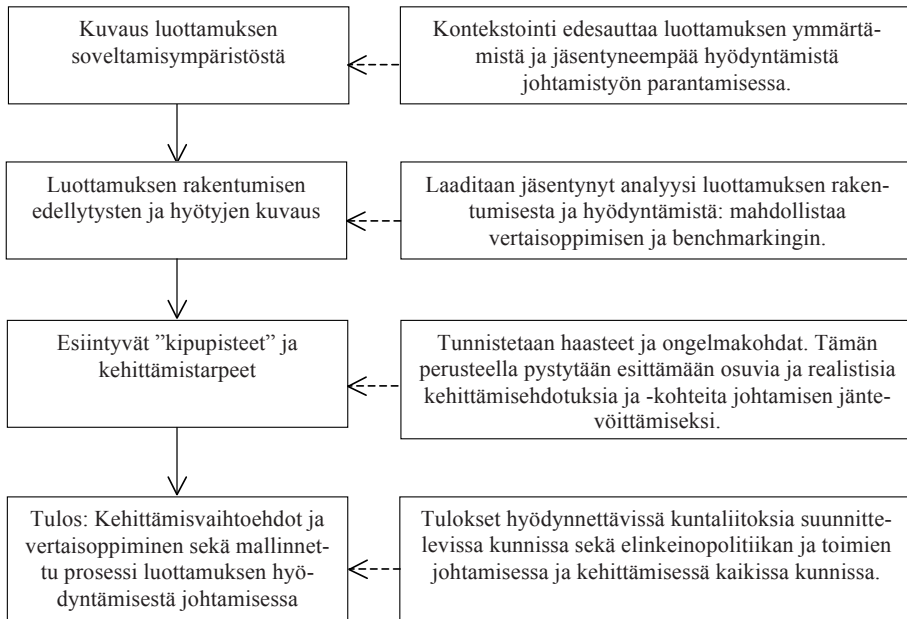 Kuvaus luottamuksen
soveltamisympäristöstä
Kontekstointi edesauttaa luottamuksen ymmärtä-
mistä ja jäsentyneempää hyödyntämistä
johtamistyön parantamisessa.
Luottamuksen rakentumisen
edellytysten ja hyötyjen kuvaus
Laaditaan jäsentynyt analyysi luottamuksen raken-
tumisesta ja hyödyntämistä: mahdollistaa
vertaisoppimisen ja benchmarkingin.
Esiintyvät ”kipupisteet” ja
kehittämistarpeet
Tunnistetaan haasteet ja ongelmakohdat. Tämän
perusteella pystytään esittämään osuvia ja realistisia
kehittämisehdotuksia ja -kohteita johtamisen jänte-
vöittämiseksi.
Tulos: Kehittämisvaihtoehdot ja
vertaisoppiminen sekä mallinnet-
tu prosessi luottamuksen hyö-
dyntämisestä johtamisessa
Tulokset hyödynnettävissä kuntaliitoksia suunnitte-
levissa kunnissa sekä elinkeinopolitiikan ja toimien
johtamisessa ja kehittämisessä kaikissa kunnissa.